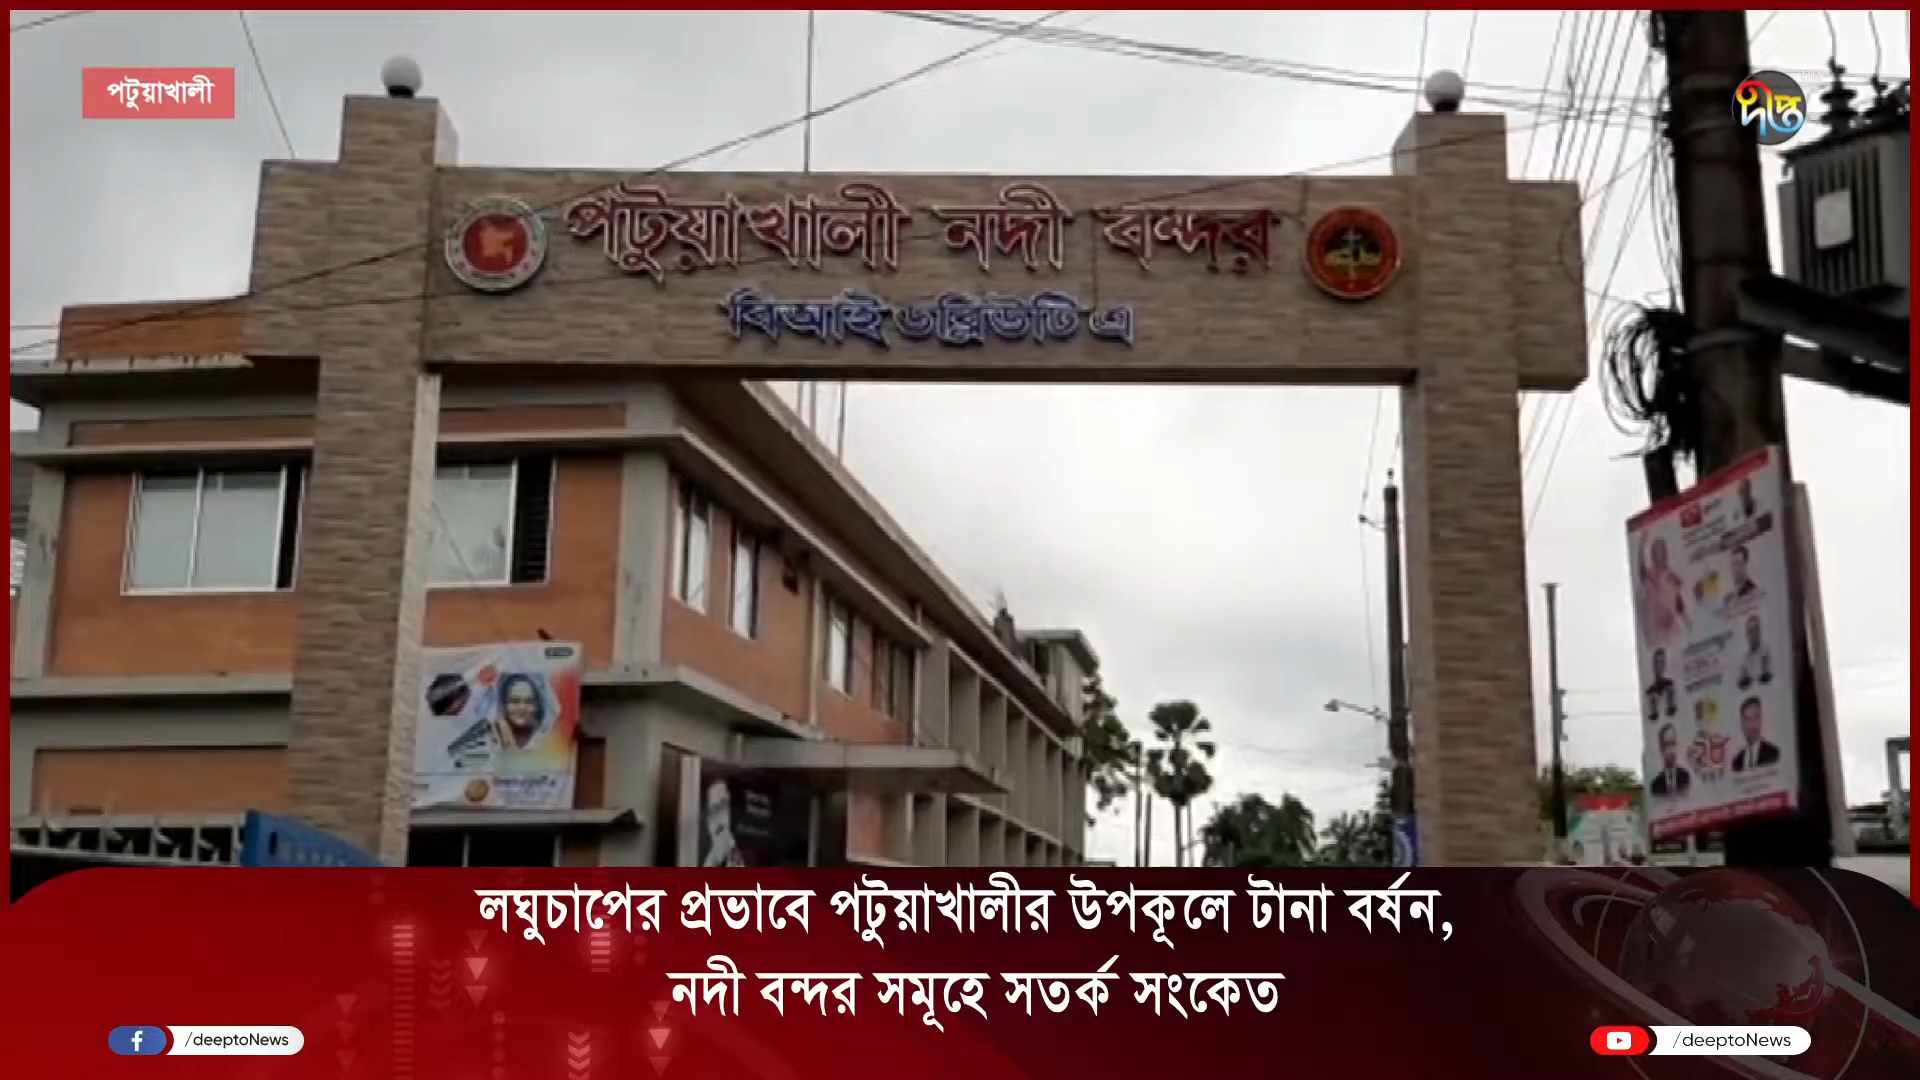 পটুয়াখালী
দীপ্ত
পটুয়াখালী নদী বন্দর
বিআইডব্লিউটিএ
লঘুচাপের প্রভাবে পটুয়াখালীর উপকূলে টানা বর্ষন,
নদী বন্দর সমূহে সতর্ক সংকেত
/deeptoNews
/deeptoNews